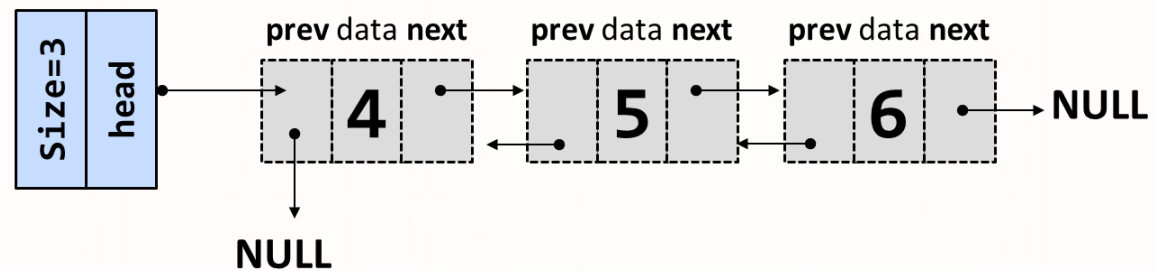 Size=3
head
prev data next
prev data next
prev data next
4
5
6
NULL
NULL